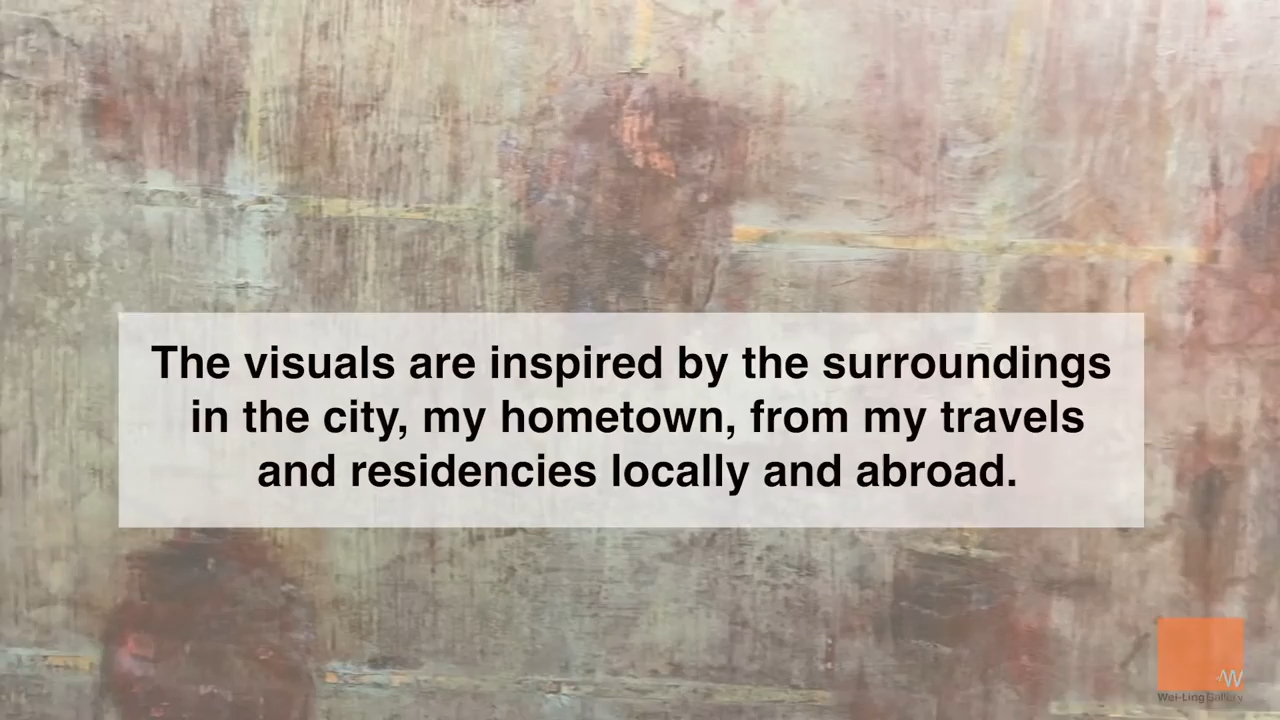 The visuals are inspired by the surroundings
in the city, my hometown, from my travels
and residencies locally and abroad.
W
Wei-Ling Gallery